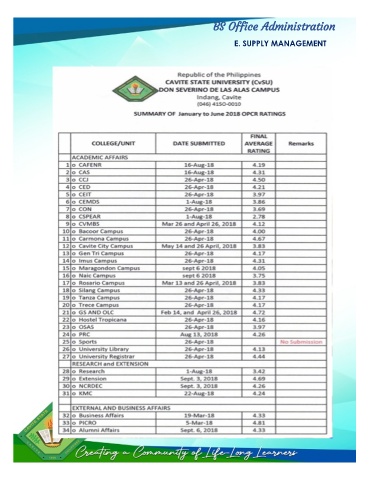 BS Office Administration
E. SUPPLY MANAGEMENT
Republic of the Philippines
CAVITE STATE UNIVERSITY (CvSU)
DON SEVERINO DE LAS ALAS CAMPUS
Indang, Cavite
(046) 4150-0010
SUMMARY OF January to June 2018 OPCR RATINGS
COLLEGE/UNIT DATE SUBMITTED FINAL AVERAGE RATING Remarks
ACADEMIC AFFAIRS
1 o CAFENR 16-Aug-18 4.19
2 o CAS 16-Aug-18 4.31
3 o CCJ 26-Apr-18 4.50
4 o CED 26-Apr-18 4.21
5 o CEIT 26-Apr-18 3.97
6 o CEMDS 1-Aug-18 3.86
7 o CON 26-Apr-18 3.69
8 o CSPEAR 1-Aug-18 2.78
9 o CVMBS Mar 26 and April 26, 2018 4.12
10 o Bacoor Campus 26-Apr-18 4.00
11 o Carmona Campus 26-Apr-18 4.67
12 o Cavite City Campus May 14 and 26 April, 2018 3.83
13 o Gen Tri Campus 26-Apr-18 4.17
14 o Imus Campus 26-Apr-18 4.31
15 o Maragondon Campus sept 6 2018 4.05
16 o Naic Campus sept 6 2018 3.75
17 o Rosario Campus Mar 13 and 26 April, 2018 3.83
18 o Silang Campus 26-Apr-18 4.33
19 o Tanza Campus 26-Apr-18 4.17
20 o Trece Campus 26-Apr-18 4.17
21 o GS AND OLC Feb 14, and April 26, 2018 4.72
22 o Hostel Tropicana 26-Apr-18 4.16
23 o OSAS 26-Apr-18 3.97
24 o PRC Aug 13, 2018 4.26
25 o Sports 26-Apr-18 No Submission
26 o University Library 26-Apr-18 4.13
27 o University Registrar 26-Apr-18 4.44
RESEARCH and EXTENSION
28 o Research 1-Aug-18 3.42
29 o Extension Sept. 3, 2018 4.69
30 o NCRDEC Sept. 3, 2018 4.26
31 o KMC 22-Aug-18 4.24
EXTERNAL AND BUSINESS AFFAIRS
32 o Business Affairs 19-Mar-18 4.33
33 o PICRO 5-Mar-18 4.81
34 o Alumni Affairs Sept. 6, 2018 4.33
Creating a Community of Life-Long Learners